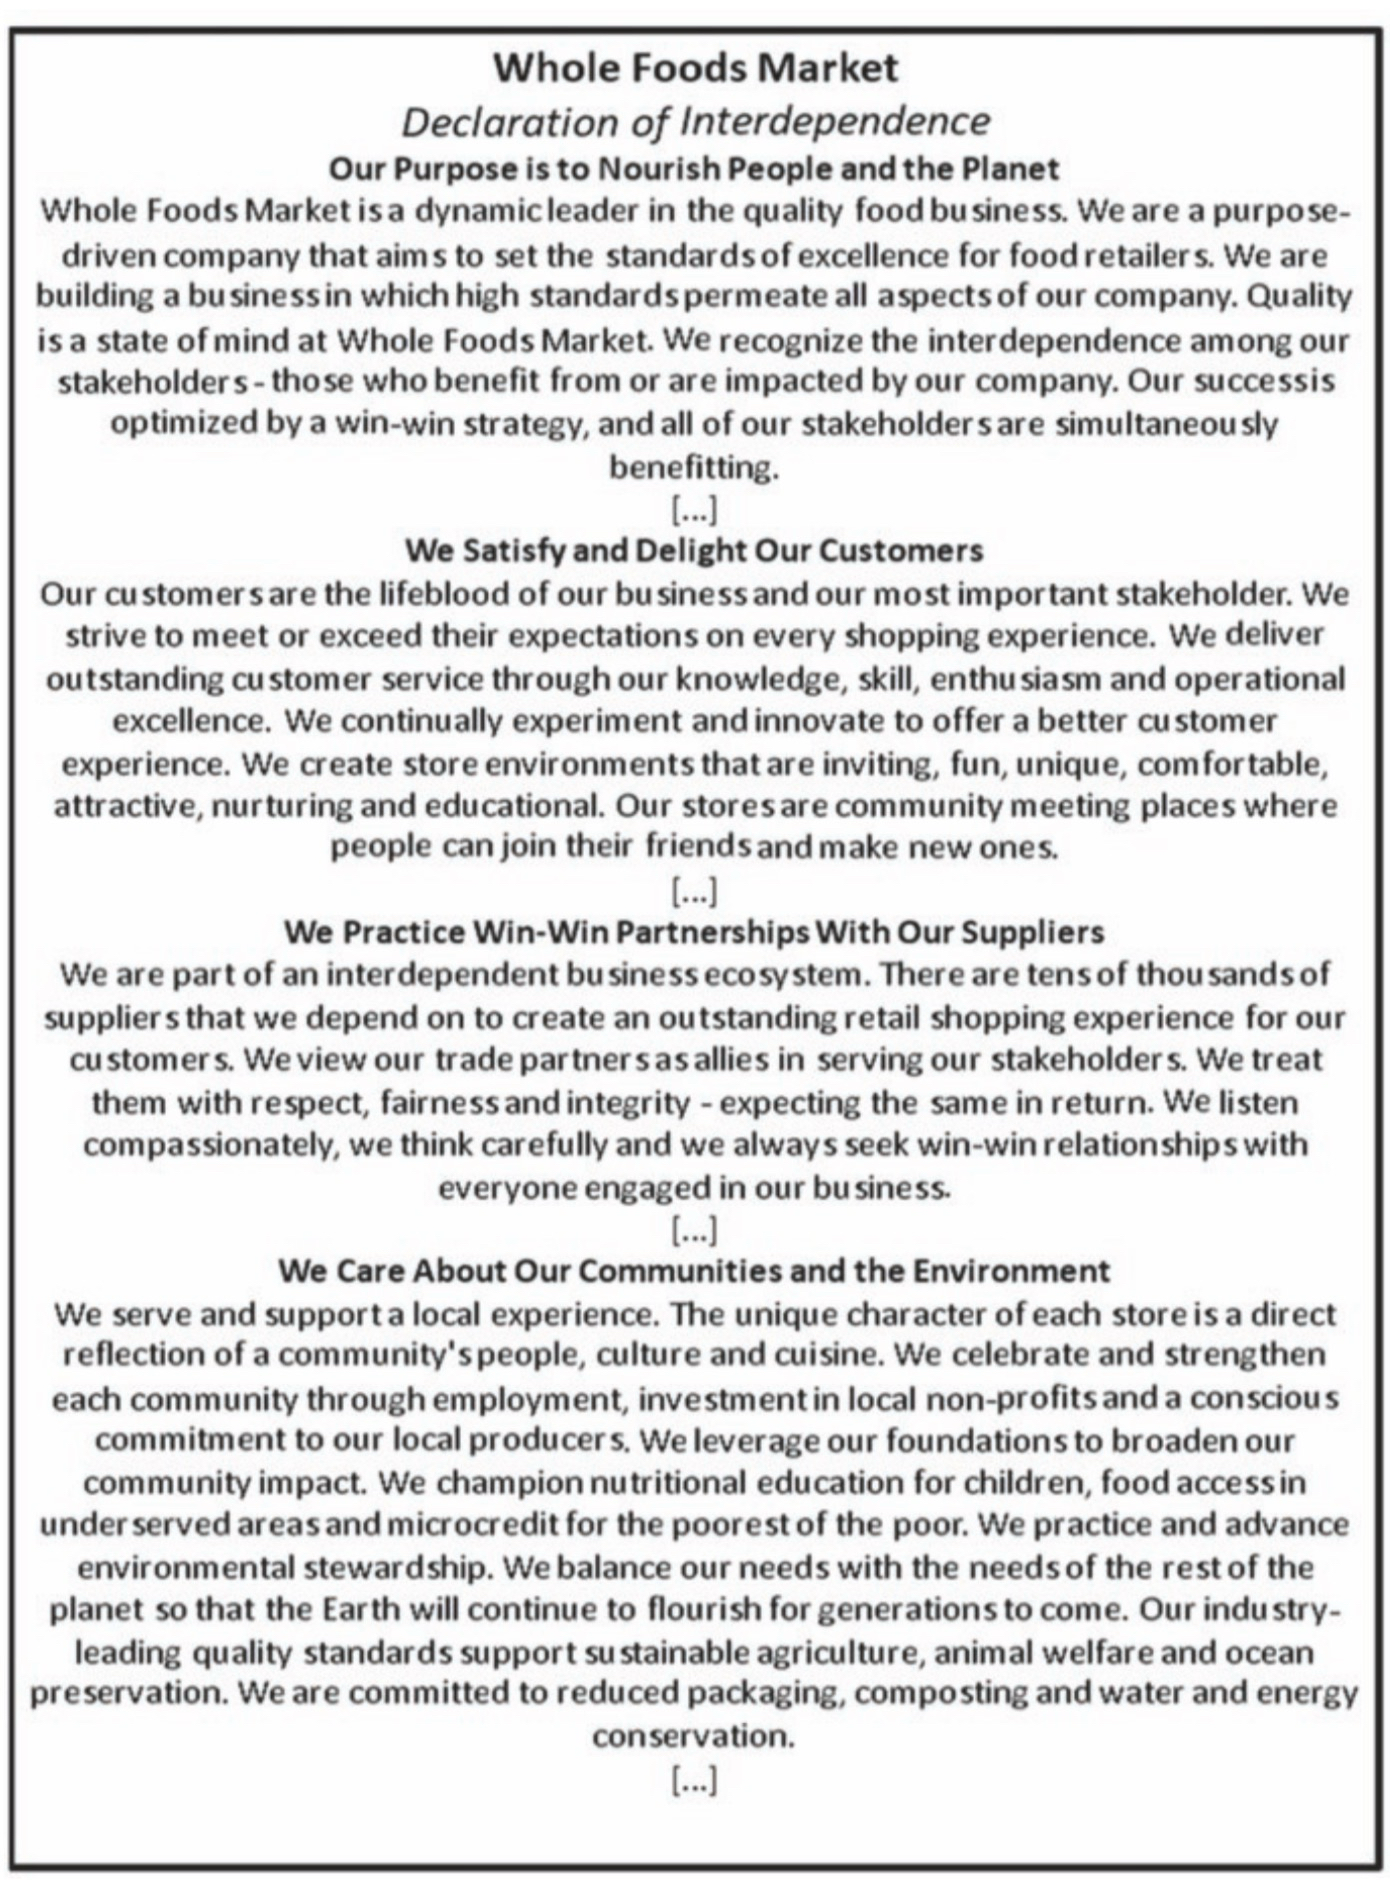 Whole Foods Market
Declaration of Interdependence
Our Purpose is to Nourish People and the Planet
Whole Foods Market is a dynamic leader in the quality food business. We are a purpose-
driven company that aims to set the standards of excellence for food retailers. We are
building a business in which high standards permeate all aspects of our company. Quality
is a state of mind at Whole Foods Market. We recognize the interdependence among our
stakeholders - those who benefit from or are impacted by our company. Our success is
optimized by a win-win strategy, and all of our stakeholders are simultaneously
benefitting.
[...]
We Satisfy and Delight Our Customers
Our customers are the lifeblood of our business and our most important stakeholder. We
strive to meet or exceed their expectations on every shopping experience. We deliver
outstanding customer service through our knowledge, skill, enthusiasm and operational
excellence. We continually experiment and innovate to offer a better customer
experience. We create store environments that are inviting, fun, unique, comfortable,
attractive, nurturing and educational. Our stores are community meeting places where
people can join their friends and make new ones.
[...]
We Practice Win-Win Partnerships With Our Suppliers
We are part of an interdependent business ecosystem. There are tens of thousands of
suppliers that we depend on to create an outstanding retail shopping experience for our
customers. We view our trade partners as allies in serving our stakeholders. We treat
them with respect, fairness and integrity - expecting the same in return. We listen
compassionately, we think carefully and we always seek win-win relationships with
everyone engaged in our business.
[...]
We Care About Our Communities and the Environment
We serve and support a local experience. The unique character of each store is a direct
reflection of a community's people, culture and cuisine. We celebrate and strengthen
each community through employment, investment in local non-profits and a conscious
commitment to our local producers. We leverage our foundations to broaden our
community impact. We champion nutritional education for children, food access in
underserved areas and microcredit for the poorest of the poor. We practice and advance
environmental stewardship. We balance our needs with the needs of the rest of the
planet so that the Earth will continue to flourish for generations to come. Our industry-
leading quality standards support sustainable agriculture, animal welfare and ocean
preservation. We are committed to reduced packaging, composting and water and energy
conservation.
[...]